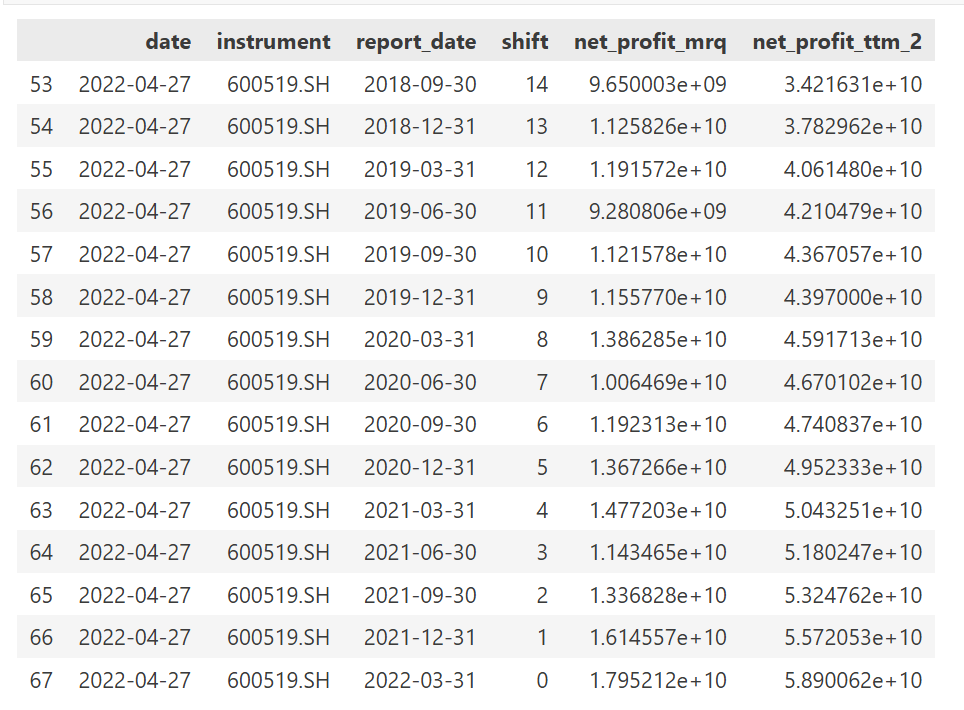 date instrument report_date shift net_profit_mrq net_profit_ttm_2
53 2022-04-27 600519.SH 2018-09-30 14 9.650003e+09 3.421631e+10
54 2022-04-27 600519.SH 2018-12-31 13 1.125826e+10 3.782962e+10
55 2022-04-27 600519.SH 2019-03-31 12 1.191572e+10 4.061480e+10
56 2022-04-27 600519.SH 2019-06-30 11 9.280806e+09 4.210479e+10
57 2022-04-27 600519.SH 2019-09-30 10 1.121578e+10 4.367057e+10
58 2022-04-27 600519.SH 2019-12-31 9 1.155770e+10 4.397000e+10
59 2022-04-27 600519.SH 2020-03-31 8 1.386285e+10 4.591713e+10
60 2022-04-27 600519.SH 2020-06-30 7 1.006469e+10 4.670102e+10
61 2022-04-27 600519.SH 2020-09-30 6 1.192313e+10 4.740837e+10
62 2022-04-27 600519.SH 2020-12-31 5 1.367266e+10 4.952333e+10
63 2022-04-27 600519.SH 2021-03-31 4 1.477203e+10 5.043251e+10
64 2022-04-27 600519.SH 2021-06-30 3 1.143465e+10 5.180247e+10
65 2022-04-27 600519.SH 2021-09-30 2 1.336828e+10 5.324762e+10
66 2022-04-27 600519.SH 2021-12-31 1 1.614557e+10 5.572053e+10
67 2022-04-27 600519.SH 2022-03-31 0 1.795212e+10 5.890062e+10